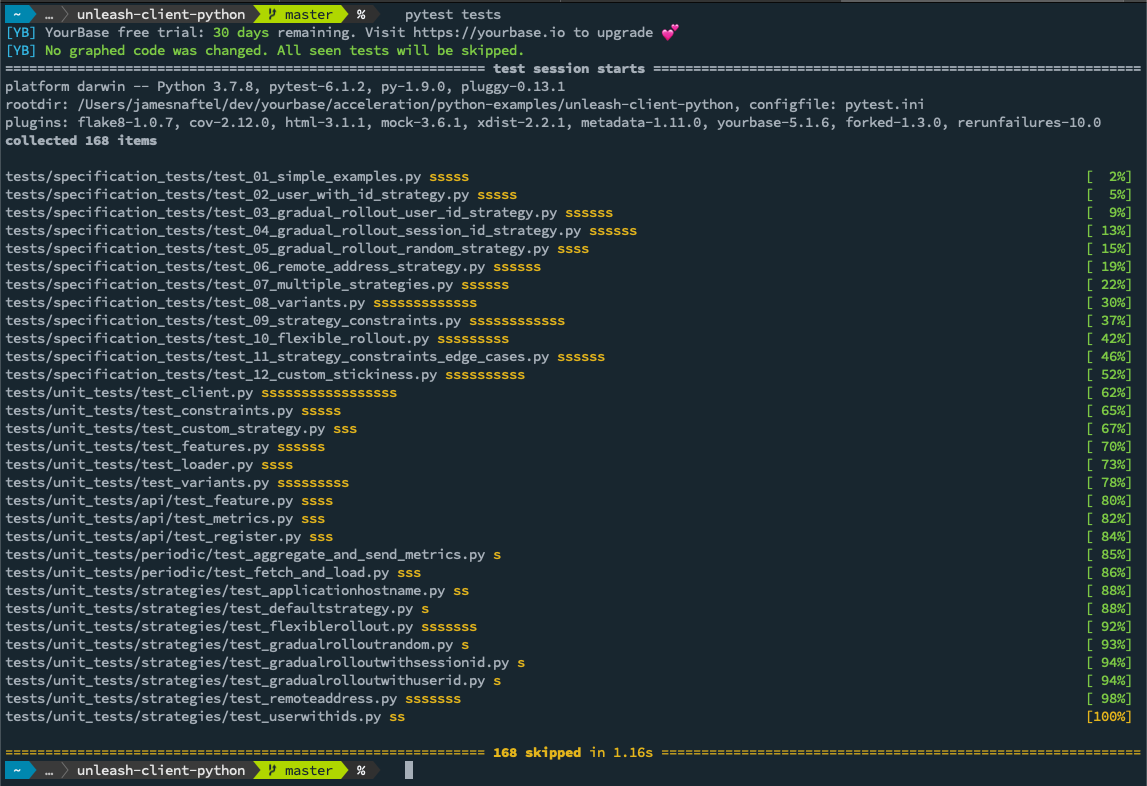 ~ … unleash-client-python master % pytest tests
[YB] YourBase free trial: 30 days remaining. Visit https://yourbase.io to upgrade 💕
[YB] No graphed code was changed. All seen tests will be skipped.
============================================================ test session starts =============================================================
platform darwin -- Python 3.7.8, pytest-6.1.2, py-1.9.0, pluggy-0.13.1
rootdir: /Users/jamesnaftel/dev/yourbase/acceleration/python-examples/unleash-client-python, configfile: pytest.ini
plugins: flake8-1.0.7, cov-2.12.0, html-3.1.1, mock-3.6.1, xdist-2.2.1, metadata-1.11.0, yourbase-5.1.6, forked-1.3.0, rerunfailures-10.0
collected 168 items
tests/specification_tests/test_01_simple_examples.py sssss [  2%]
tests/specification_tests/test_02_user_with_id_strategy.py sssss [  5%]
tests/specification_tests/test_03_gradual_rollout_user_id_strategy.py ssssss [  9%]
tests/specification_tests/test_04_gradual_rollout_session_id_strategy.py ssssss [ 13%]
tests/specification_tests/test_05_gradual_rollout_random_strategy.py ssss [ 15%]
tests/specification_tests/test_06_remote_address_strategy.py ssssss [ 19%]
tests/specification_tests/test_07_multiple_strategies.py ssssss [ 22%]
tests/specification_tests/test_08_variants.py sssssssssssss [ 30%]
tests/specification_tests/test_09_strategy_constraints.py ssssssssssss [ 37%]
tests/specification_tests/test_10_flexible_rollout.py sssssssss [ 42%]
tests/specification_tests/test_11_strategy_constraints_edge_cases.py ssssss [ 46%]
tests/specification_tests/test_12_custom_stickiness.py ssssssssss [ 52%]
tests/unit_tests/test_client.py sssssssssssssssss [ 62%]
tests/unit_tests/test_constraints.py sssss [ 65%]
tests/unit_tests/test_custom_strategy.py sss [ 67%]
tests/unit_tests/test_features.py ssssss [ 70%]
tests/unit_tests/test_loader.py ssss [ 73%]
tests/unit_tests/test_variants.py sssssssss [ 78%]
tests/unit_tests/api/test_feature.py ssss [ 80%]
tests/unit_tests/api/test_metrics.py sss [ 82%]
tests/unit_tests/api/test_register.py sss [ 84%]
tests/unit_tests/periodic/test_aggregate_and_send_metrics.py s [ 85%]
tests/unit_tests/periodic/test_fetch_and_load.py sss [ 86%]
tests/unit_tests/strategies/test_applicationhostname.py ss [ 88%]
tests/unit_tests/strategies/test_defaultstrategy.py s [ 88%]
tests/unit_tests/strategies/test_flexiblerollout.py sssssss [ 92%]
tests/unit_tests/strategies/test_gradualrolloutrandom.py s [ 93%]
tests/unit_tests/strategies/test_gradualrolloutwithsessionid.py s [ 94%]
tests/unit_tests/strategies/test_gradualrolloutwithuserid.py s [ 94%]
tests/unit_tests/strategies/test_remoteaddress.py sssssss [ 98%]
tests/unit_tests/strategies/test_userwithids.py ss [100%]
============================================================ 168 skipped in 1.16s ============================================================
~ … unleash-client-python master %